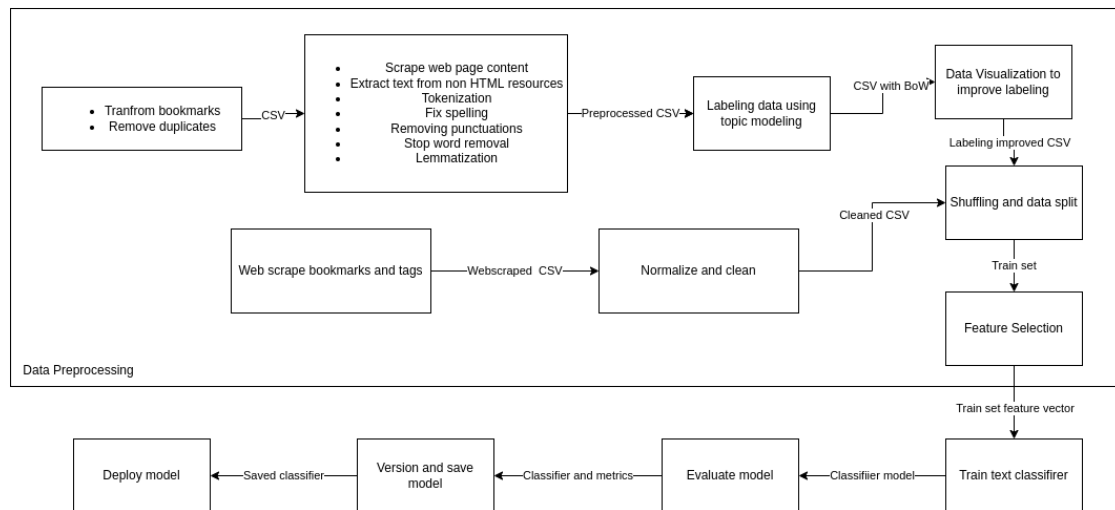 Tranfrom bookmarks
Remove duplicates
CSV
Scrape web page content
Extract text from non HTML resources
Tokenization
Fix spelling
Removing punctuations
Stop word removal
Lemmatization
Preprocessed CSV
Labeling data using
topic modeling
CSV with BoW
Data Visualization to
improve labeling
Labeling improved CSV
Shuffling and data split
Web scrape bookmarks and tags
Webscraped CSV
Normalize and clean
Cleaned CSV
Train set
Feature Selection
Data Preprocessing
Train set feature vector
Train text classifirer
Classifiier model
Evaluate model
Classifier and metrics
Version and save
model
Saved classifier
Deploy model